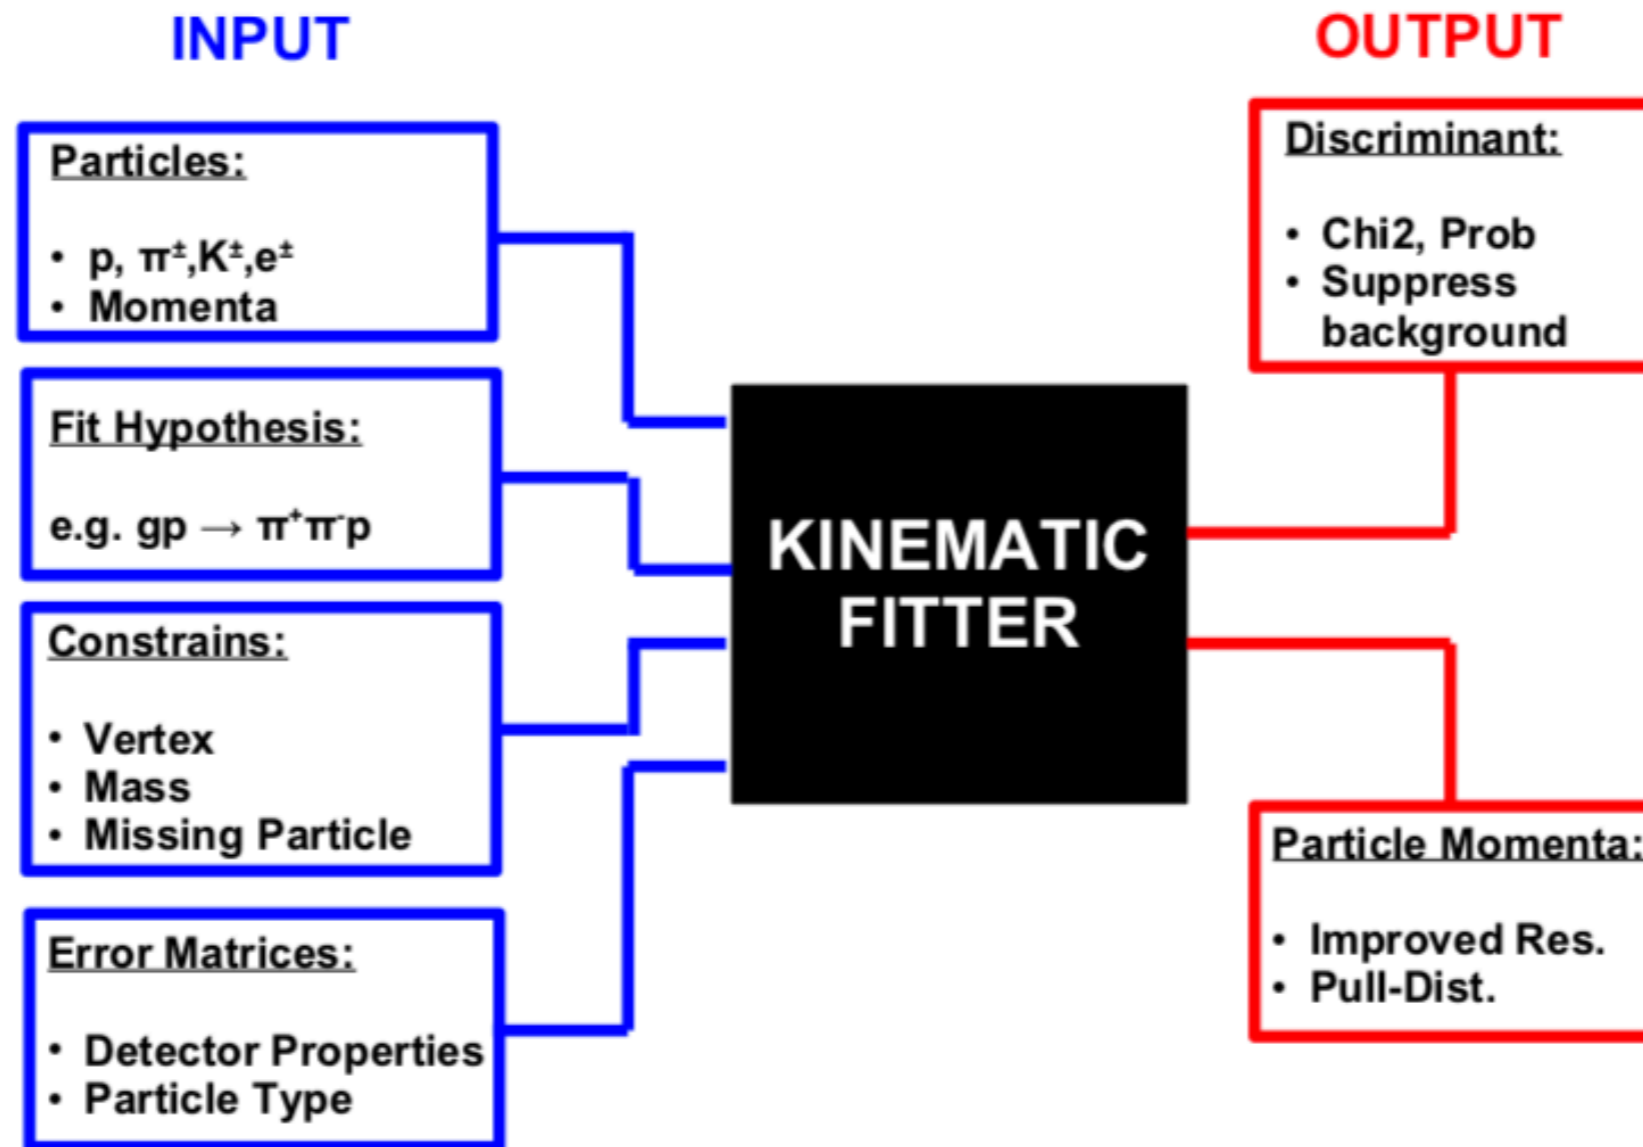 INPUT
Particles:
• p, π±,K±,e±
• Momenta
Fit Hypothesis:
e.g. gp → π⁺π⁻p
Constrains:
• Vertex
• Mass
• Missing Particle
Error Matrices:
• Detector Properties
• Particle Type
KINEMATIC
FITTER
OUTPUT
Discriminant:
• Chi2, Prob
• Suppress
background
Particle Momenta:
• Improved Res.
• Pull-Dist.